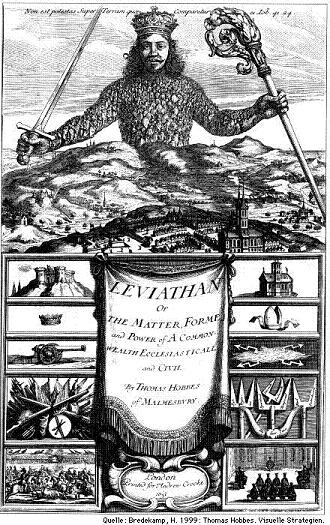 Non est potestas Super Terram quæ Comparetur ei Iob. 41. 24
LEVIATHAN
Or
THE MATTER, FORME
and POWER of A COMMON-
WEALTH ECCLESIASTICALL
and CIVIL.
By THOMAS HOBBES
of MALMESBURY.
London
Printed for Andrew Crooke
1651
Quelle: Bredekamp, H. 1999: Thomas Hobbes. Visuelle Strategien.